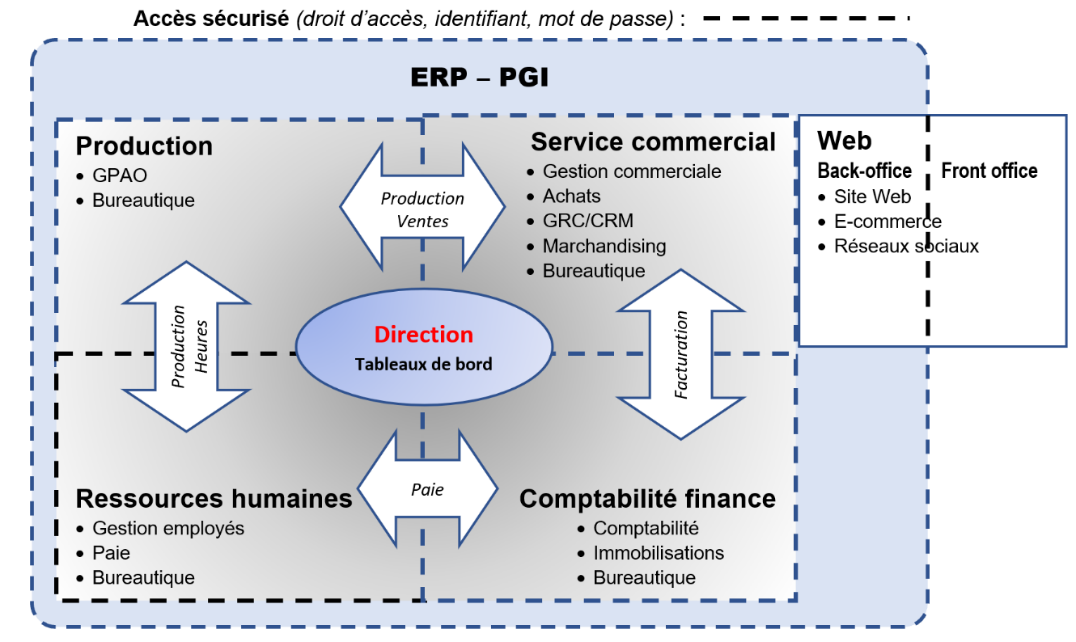 Accès sécurisé (droit d'accès, identifiant, mot de passe) :
ERP – PGI
Production
• GPAO
• Bureautique
Production
Ventes
Service commercial
• Gestion commerciale
• Achats
• GRC/CRM
• Marchandising
• Bureautique
Web
Back-office
Front office
• Site Web
• E-commerce
• Réseaux sociaux
Production
Heures
Direction
Tableaux de bord
Facturation
Ressources humaines
• Gestion employés
• Paie
• Bureautique
Paie
Comptabilité finance
• Comptabilité
• Immobilisations
• Bureautique